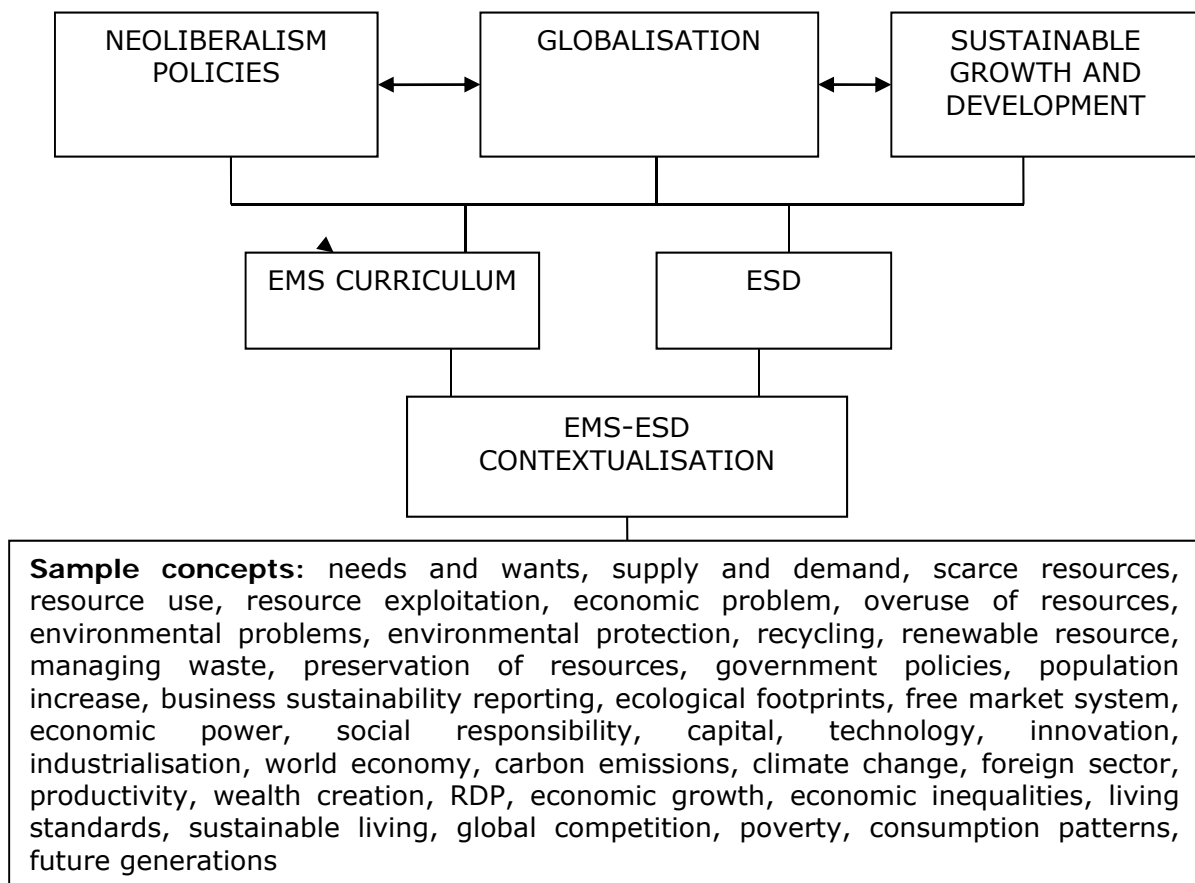 NEOLIBERALISM
POLICIES
GLOBALISATION
SUSTAINABLE
GROWTH AND
DEVELOPMENT
EMS CURRICULUM
ESD
EMS-ESD
CONTEXTUALISATION
Sample concepts: needs and wants, supply and demand, scarce resources,
resource use, resource exploitation, economic problem, overuse of resources,
environmental problems, environmental protection, recycling, renewable resource,
managing waste, preservation of resources, government policies, population
increase, business sustainability reporting, ecological footprints, free market system,
economic power, social responsibility, capital, technology, innovation,
industrialisation, world economy, carbon emissions, climate change, foreign sector,
productivity, wealth creation, RDP, economic growth, economic inequalities, living
standards, sustainable living, global competition, poverty, consumption patterns,
future generations